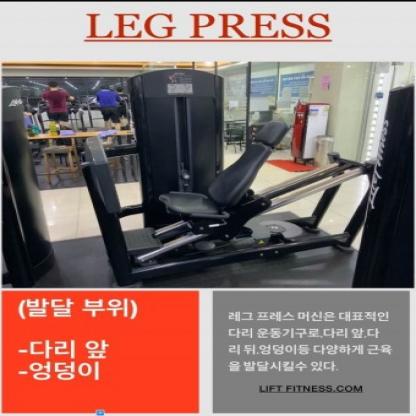 LEG PRESS
(발달 부위)
-다리 앞
-엉덩이
레그 프레스 머신은 대표적인
다리 운동기구로,다리 앞,다
리 뒤,엉덩이등 다양하게 근육
을 발달시킬수 있다.
LIFT FITNESS.COM